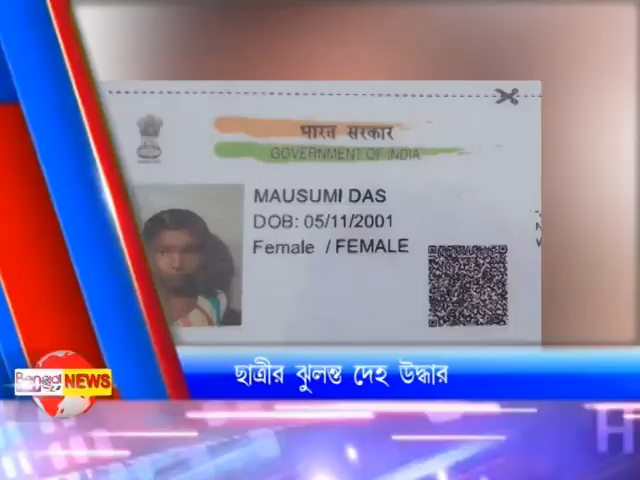 भारत सरकार
GOVERNMENT OF INDIA
MAUSUMI DAS
DOB: 05/11/2001
Female / FEMALE
ছাত্রীর ঝুলন্ত দেহ উদ্ধার
NEWS
H